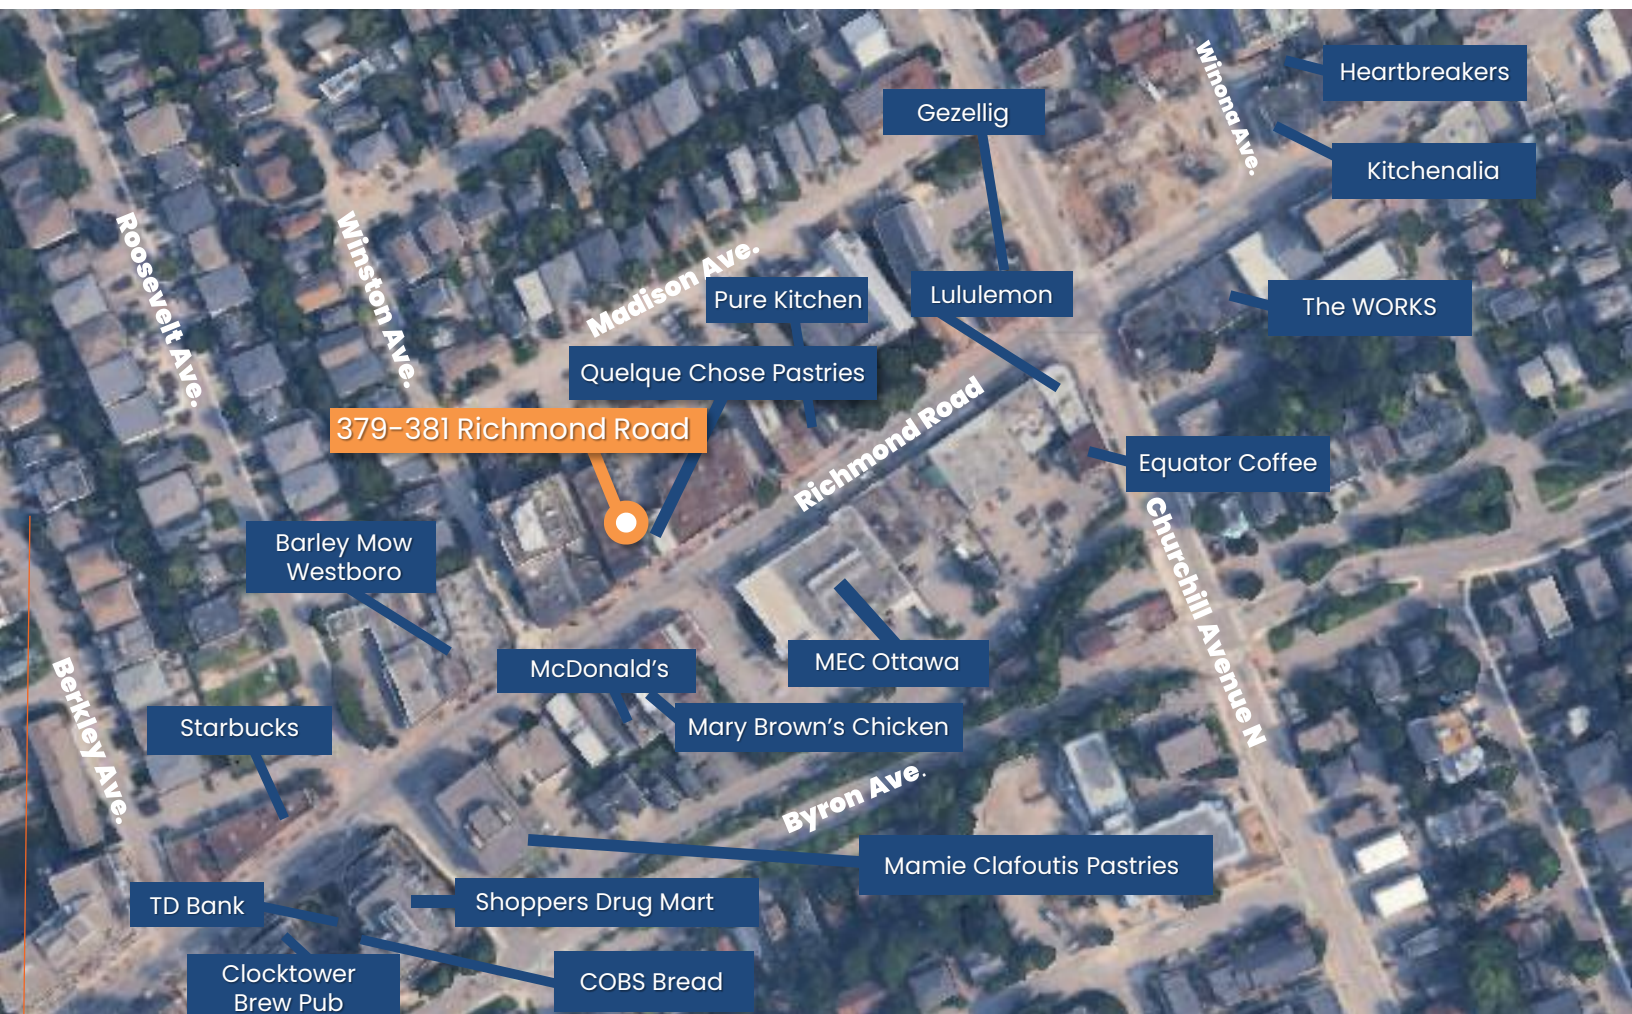 Heartbreakers
Winona Ave.
Gezellig
Kitchenalia
Roosevelt Ave.
Winston Ave.
Madison Ave.
Pure Kitchen
Lululemon
The WORKS
Quelque Chose Pastries
379-381 Richmond Road
Richmond Road
Equator Coffee
Barley Mow
Westboro
Churchill Avenue N
McDonald’s
MEC Ottawa
Berkley Ave.
Starbucks
Mary Brown’s Chicken
Byron Ave.
Mamie Clafoutis Pastries
TD Bank
Shoppers Drug Mart
Clocktower
Brew Pub
COBS Bread